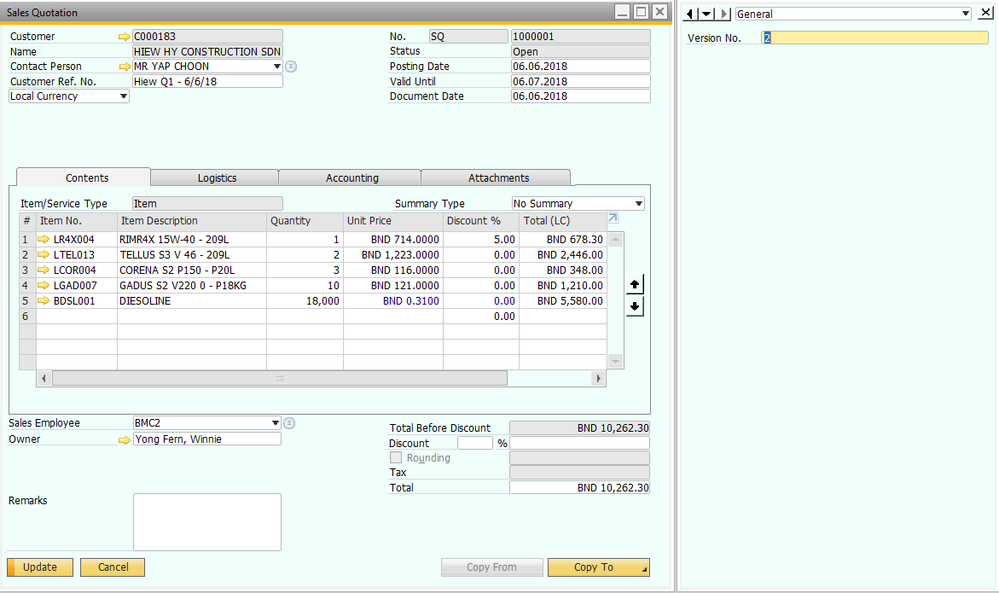 Sales Quotation
Customer C000183
Name HIEW HY CONSTRUCTION SDN
Contact Person MR YAP CHOON
Customer Ref. No. Hiew Q1 - 6/6/18
Local Currency
No. SQ 1000001
Status Open
Posting Date 06.06.2018
Valid Until 06.07.2018
Document Date 06.06.2018
General
Version No. 2
Contents Logistics Accounting Attachments
Item/Service Type Item Summary Type No Summary
# Item No. Item Description Quantity Unit Price Discount % Total (LC)
1 LR4X004 RIMR4X 15W-40 - 209L 1 BND 714.0000 5.00 BND 678.30
2 LTEL013 TELLUS S3 V 46 - 209L 2 BND 1,223.0000 0.00 BND 2,446.00
3 LCOR004 CORENA S2 P150 - P20L 3 BND 116.0000 0.00 BND 348.00
4 LGAD007 GADUS S2 V220 0 - P18KG 10 BND 121.0000 0.00 BND 1,210.00
5 BDSL001 DIESOLINE 18,000 BND 0.3100 0.00 BND 5,580.00
6 0.00
Sales Employee BMC2
Owner Yong Fern, Winnie
Total Before Discount BND 10,262.30
Discount %
Rounding
Tax
Total BND 10,262.30
Remarks
Update Cancel Copy From Copy To